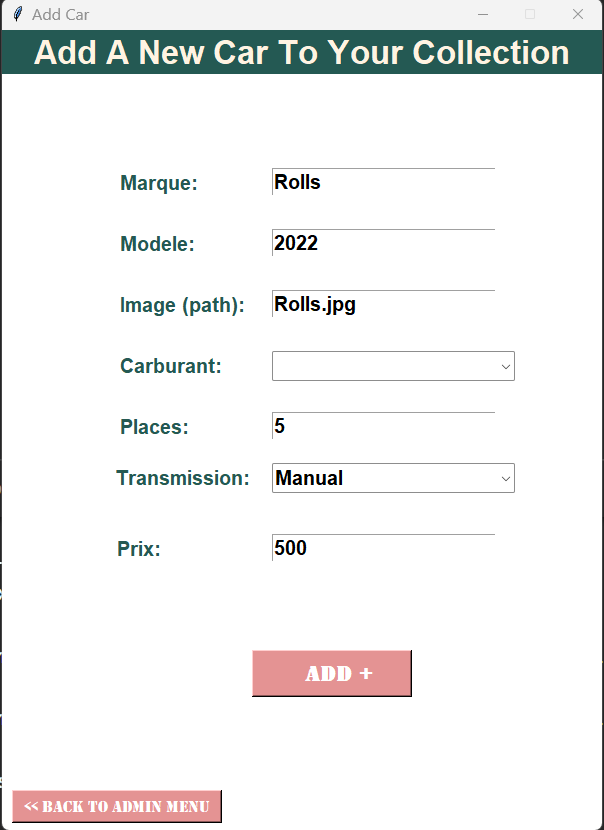 Add Car
Add A New Car To Your Collection
Marque: Rolls
Modele: 2022
Image (path): Rolls.jpg
Carburant:
Places: 5
Transmission: Manual
Prix: 500
ADD +
<< BACK TO ADMIN MENU